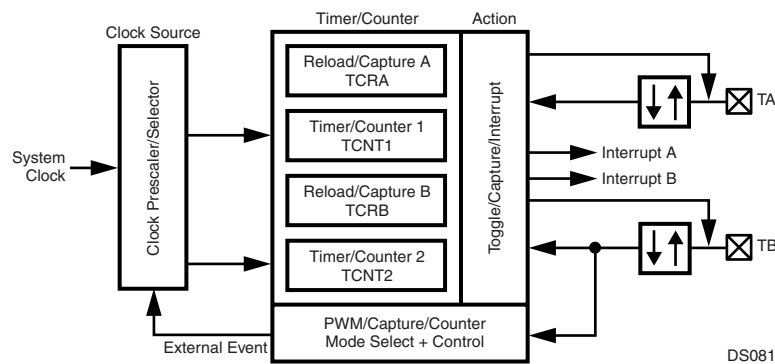 Timer/Counter
Action
Clock Source
Reload/Capture A
TCRA
TA
Clock Prescaler/Selector
Timer/Counter 1
TCNT1
Toggle/Capture/Interrupt
Interrupt A
System
Clock
Interrupt B
Reload/Capture B
TCRB
TB
Timer/Counter 2
TCNT2
PWM/Capture/Counter
Mode Select + Control
External Event
DS081